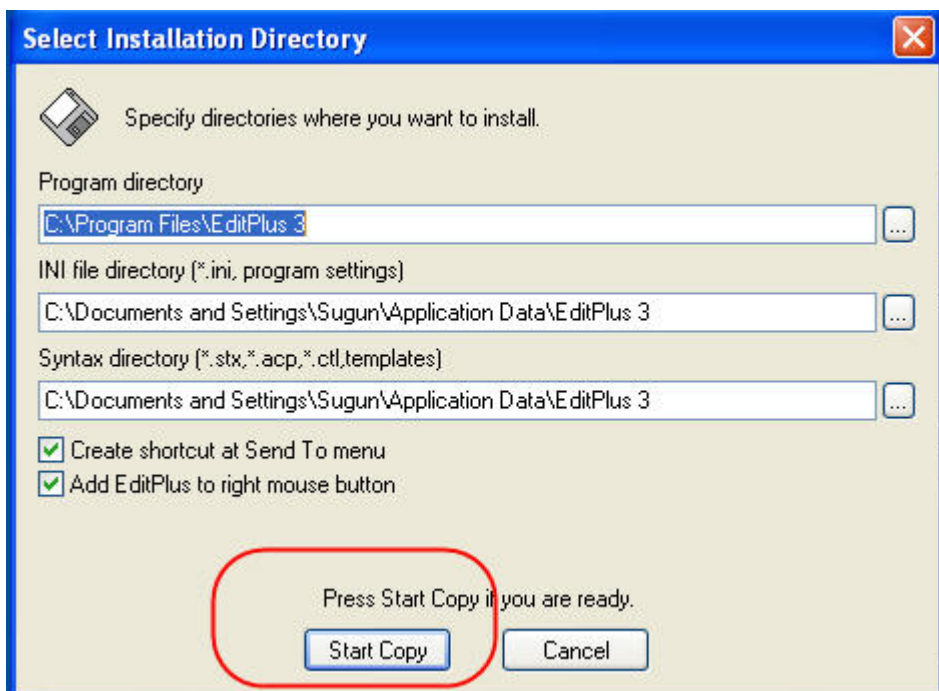 Select Installation Directory
Specify directories where you want to install.
Program directory
C:\Program Files\EditPlus 3
...
INI file directory (*.ini, program settings)
C:\Documents and Settings\Sugun\Application Data\EditPlus 3
...
Syntax directory (*.stx,*.acp,*.ctl,templates)
C:\Documents and Settings\Sugun\Application Data\EditPlus 3
...
Create shortcut at Send To menu
Add EditPlus to right mouse button
Press Start Copy if you are ready.
Start Copy Cancel